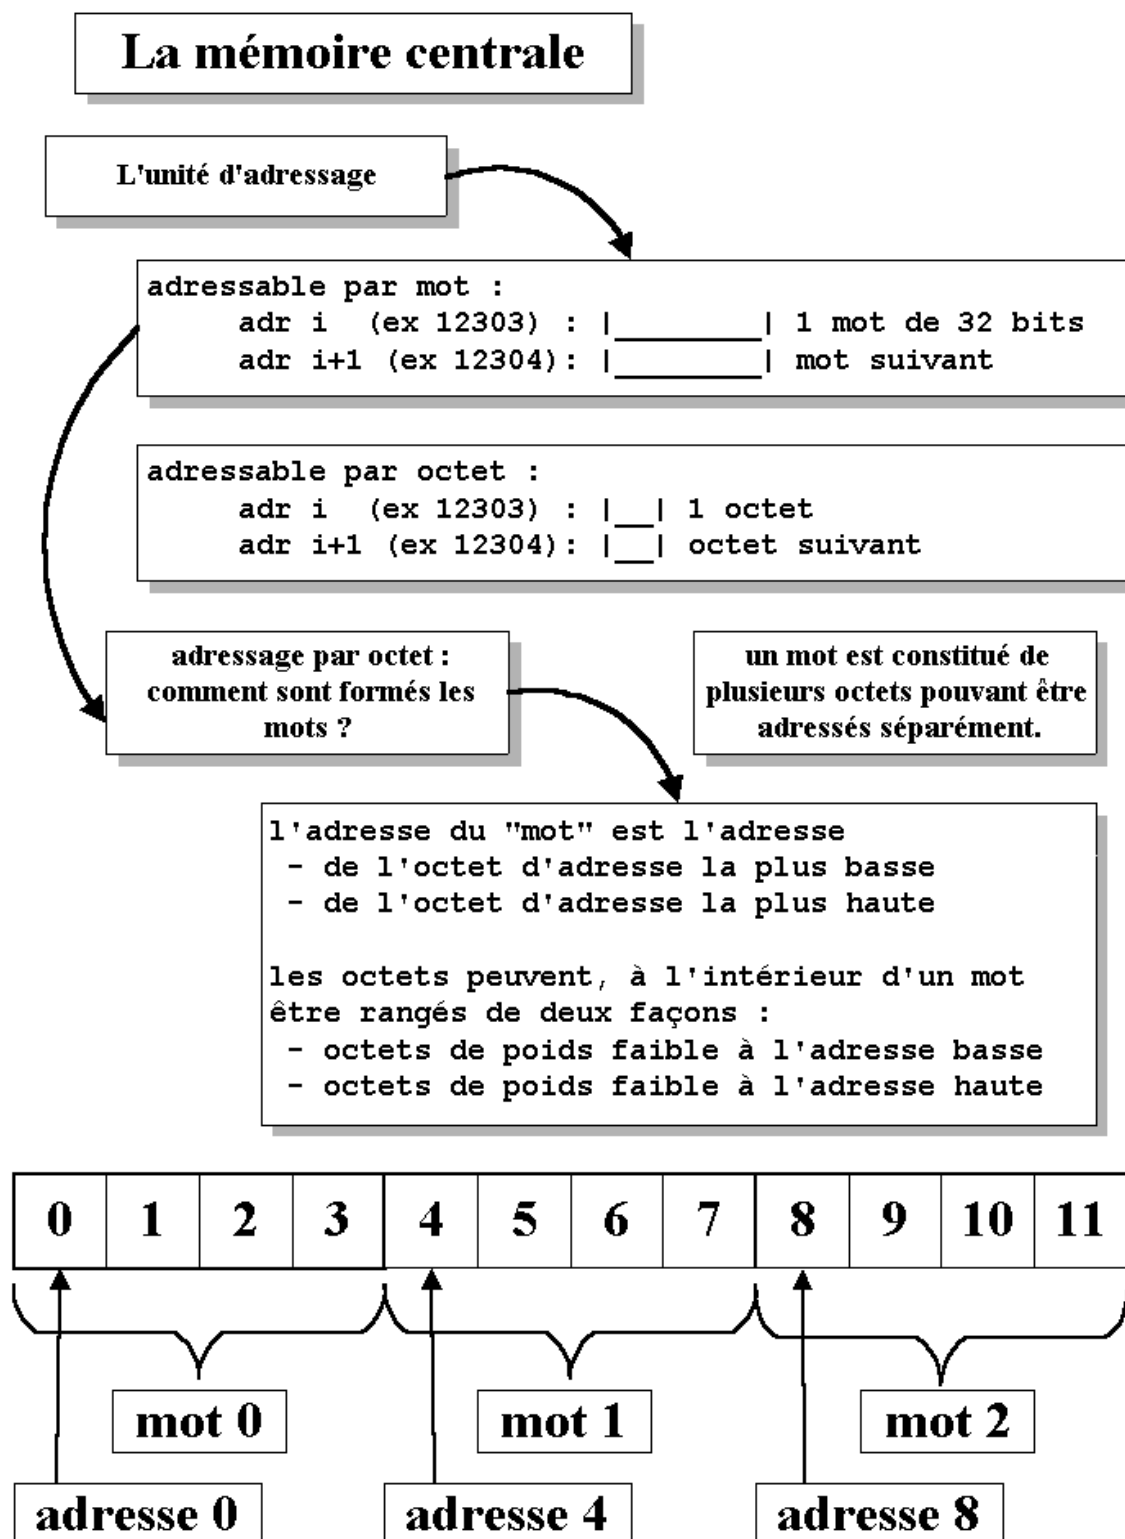 La mémoire centrale
L'unité d'adressage
adressable par mot :
adr i (ex 12303) : |________| 1 mot de 32 bits
adr i+1 (ex 12304): |________| mot suivant
adressable par octet :
adr i (ex 12303) : |__| 1 octet
adr i+1 (ex 12304): |__| octet suivant
adressage par octet :
comment sont formés les
mots ?
un mot est constitué de
plusieurs octets pouvant être
adressés séparément.
l'adresse du "mot" est l'adresse
- de l'octet d'adresse la plus basse
- de l'octet d'adresse la plus haute
les octets peuvent, à l'intérieur d'un mot
être rangés de deux façons :
- octets de poids faible à l'adresse basse
- octets de poids faible à l'adresse haute
0 1 2 3 4 5 6 7 8 9 10 11
mot 0 mot 1 mot 2
adresse 0 adresse 4 adresse 8